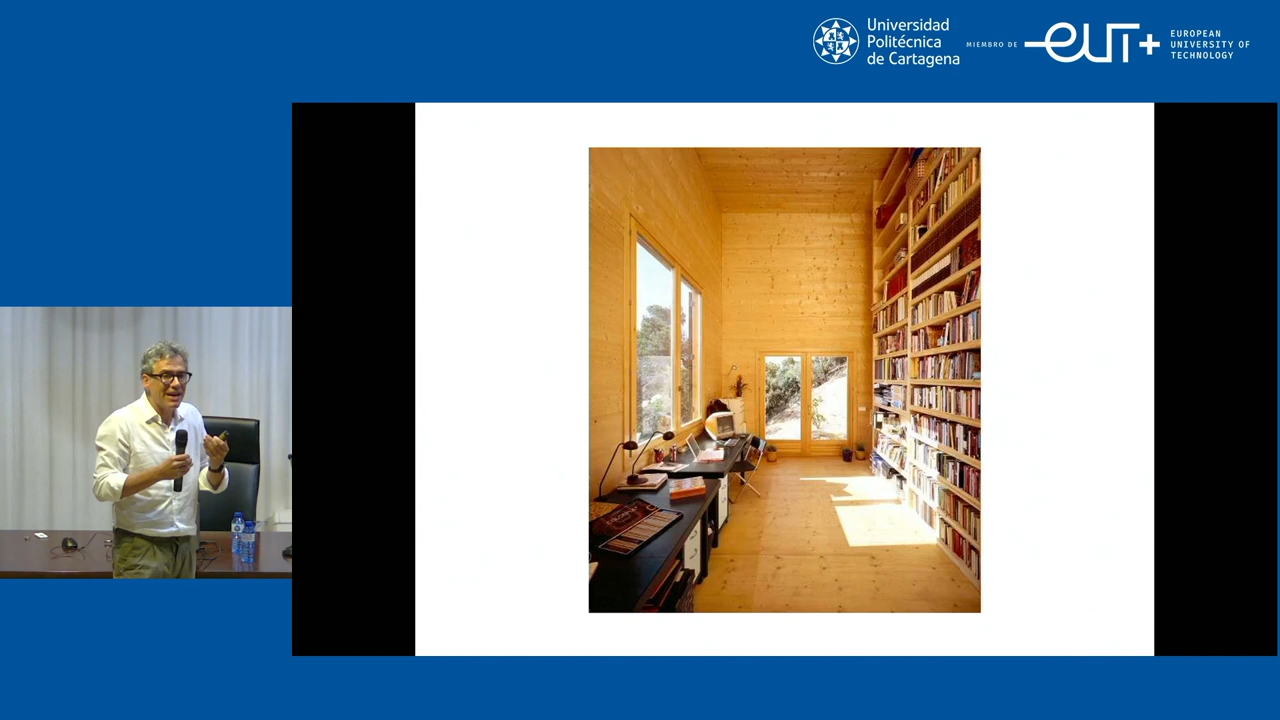 Universidad
Politécnica
de Cartagena
MIEMBRO DE
EUT+
EUROPEAN
UNIVERSITY OF
TECHNOLOGY